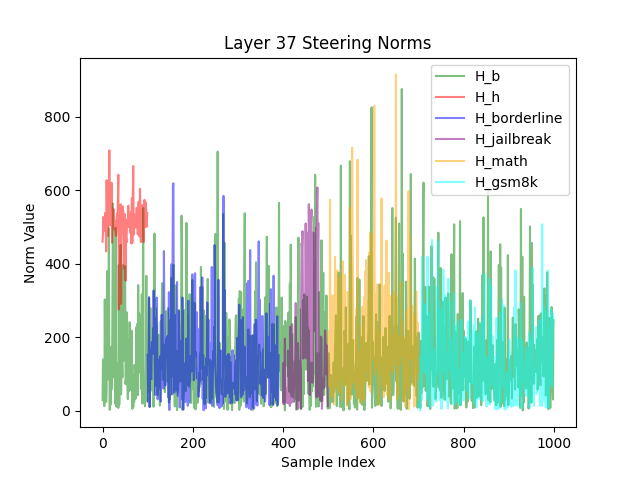 Layer 37 Steering Norms
H_b
H_h
H_borderline
H_jailbreak
H_math
H_gsm8k
Norm Value
800
600
400
200
0
0
200
400
600
800
1000
Sample Index